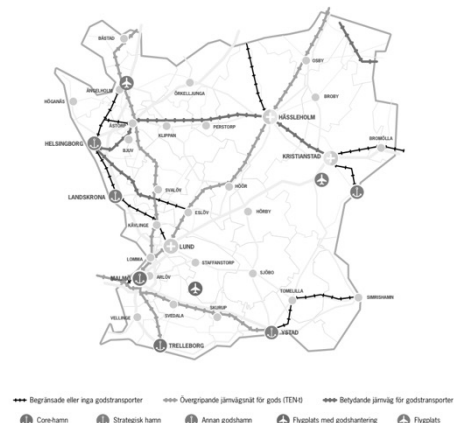 BÅSTAD
OSBY
ÄNGELHOLM
ÖRKELLJUNGA
HÖGANÄS
BROBY
ÅSTORP
HÄSSLEHOLM
KLIPPAN
PERSTORP
HELSINGBORG
BJUV
BROMÖLLA
KRISTIANSTAD
SVALÖV
HÖÖR
LANDSKRONA
ESLÖV
HÖRBY
KÄVLINGE
LUND
LOMMA
STAFFANSTORP
SJÖBO
MALMÖ
ARLÖV
TOMELILLA
SIMRISHAMN
SKURUP
VELLINGE
SVEDALA
YSTAD
TRELLEBORG
Begränsade eller inga godstransporter
Övergripande järnvägsnät för gods (TEN-t)
Betydande järnväg för godstransporter
Core-hamn
Strategisk hamn
Annan godshamn
Flygplats med godshantering
Flygplats